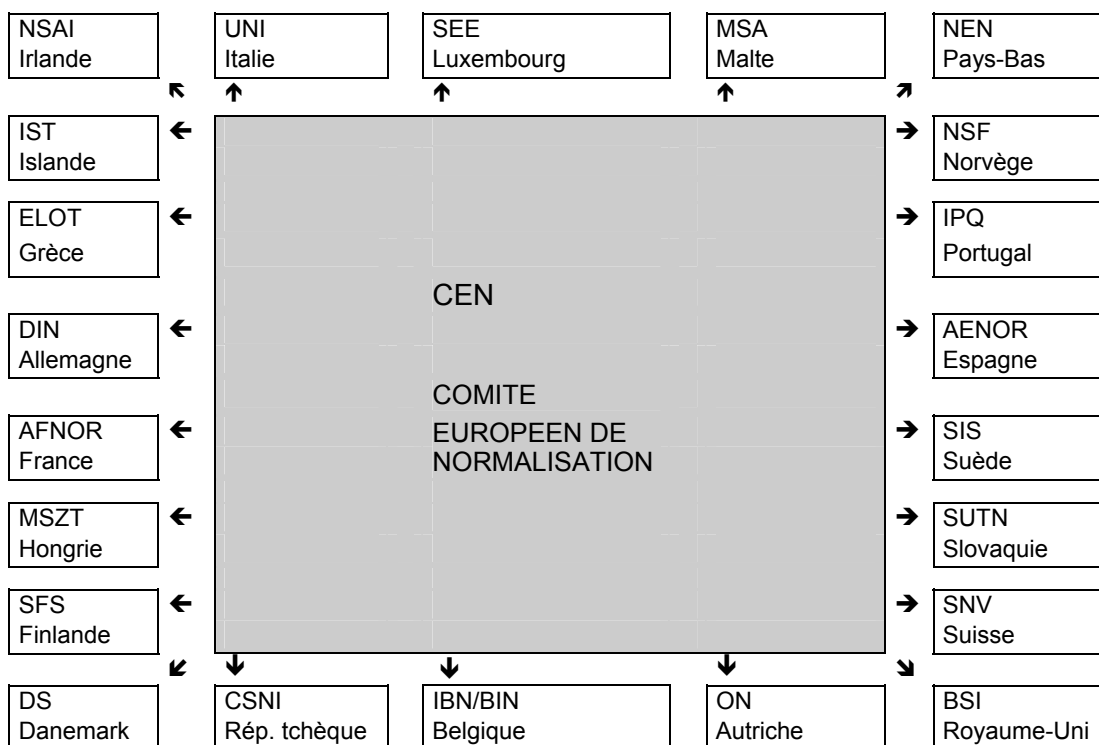 NSAI
Irlande
UNI
Italie
SEE
Luxembourg
MSA
Malte
NEN
Pays-Bas
IST
Islande
NSF
Norvège
ELOT
Grèce
IPQ
Portugal
CEN
DIN
Allemagne
AENOR
Espagne
COMITE
EUROPEEN DE
NORMALISATION
AFNOR
France
SIS
Suède
MSZT
Hongrie
SUTN
Slovaquie
SFS
Finlande
SNV
Suisse
DS
Danemark
CSNI
Rép. tchèque
IBN/BIN
Belgique
ON
Autriche
BSI
Royaume-Uni